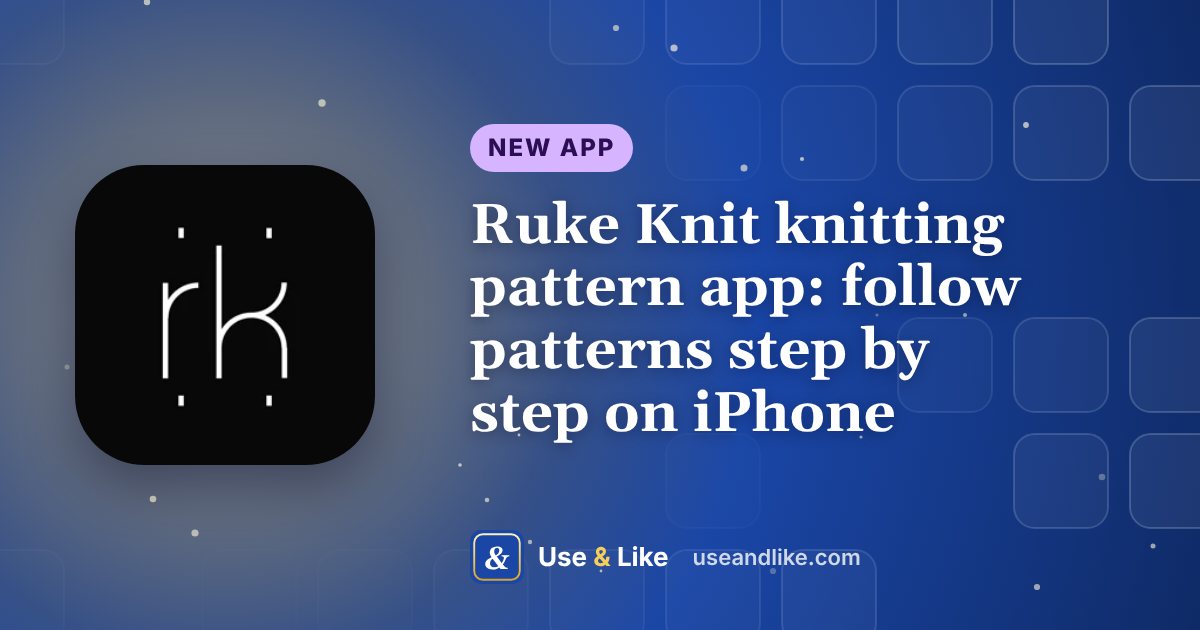 rk
NEW APP
Ruke Knit knitting
pattern app: follow
patterns step by
step on iPhone
& Use & Like useandlike.com